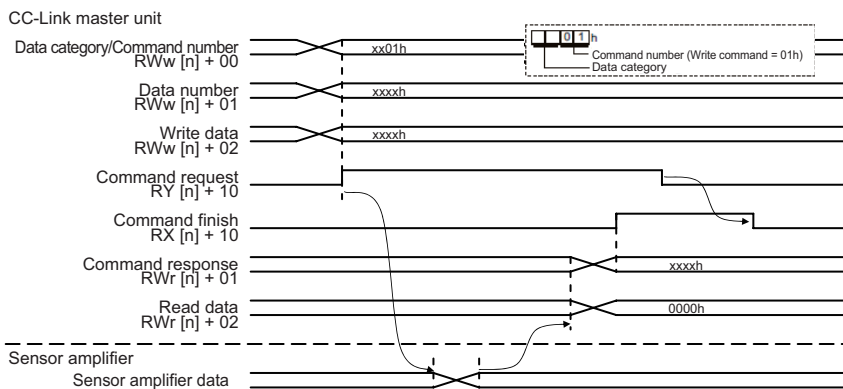 CC-Link master unit
Data category/Command number
RWw [n] + 00
xx01h
0 1 h
Command number (Write command = 01h)
Data category
Data number
RWw [n] + 01
xxxxh
Write data
RWw [n] + 02
xxxxh
Command request
RY [n] + 10
Command finish
RX [n] + 10
Command response
RWr [n] + 01
xxxxh
Read data
RWr [n] + 02
0000h
Sensor amplifier
Sensor amplifier data